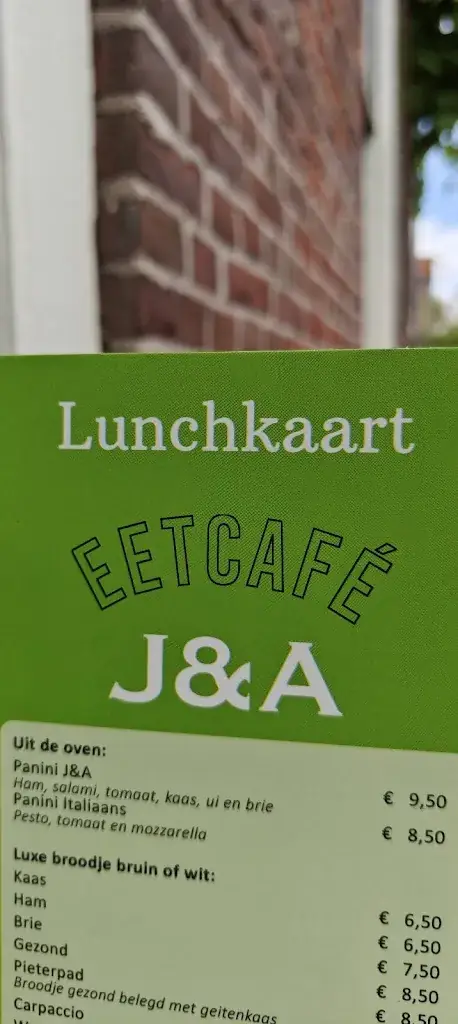 Lunchkaart
EETCAFÉ
J&A
Uit de oven:
Panini J&A € 9,50
Ham, salami, tomaat, kaas, ui en brie
Panini Italiaans € 8,50
Pesto, tomaat en mozzarella
Luxe broodje bruin of wit:
Kaas € 6,50
Ham € 6,50
Brie € 7,50
Gezond € 8,50
Pieterpad € 8,50
Broodje gezond belegd met geitenkaas
Carpaccio